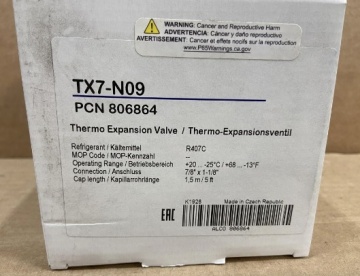 WARNING: Cancer and Reproductive Harm
ADVERTENCIA: Cáncer y daño reproductivo
AVERTISSEMENT: Cancer et effets nocifs sur la reproduction
www.P65Warnings.ca.gov
TX7-N09
PCN 806864
Thermo Expansion Valve / Thermo-Expansionsventil
Refrigerant / Kältemittel R407C
MOP Code / MOP-Kennzahl --
Operating Range / Betriebsbereich +20 ... -25°C / +68 ... -13°F
Connection / Anschluss 7/8" x 1-1/8"
Cap length / Kapillarrohrlänge 1,5 m / 5 ft
EAC
K1928 Made in Czech Republic
ALCO 806864